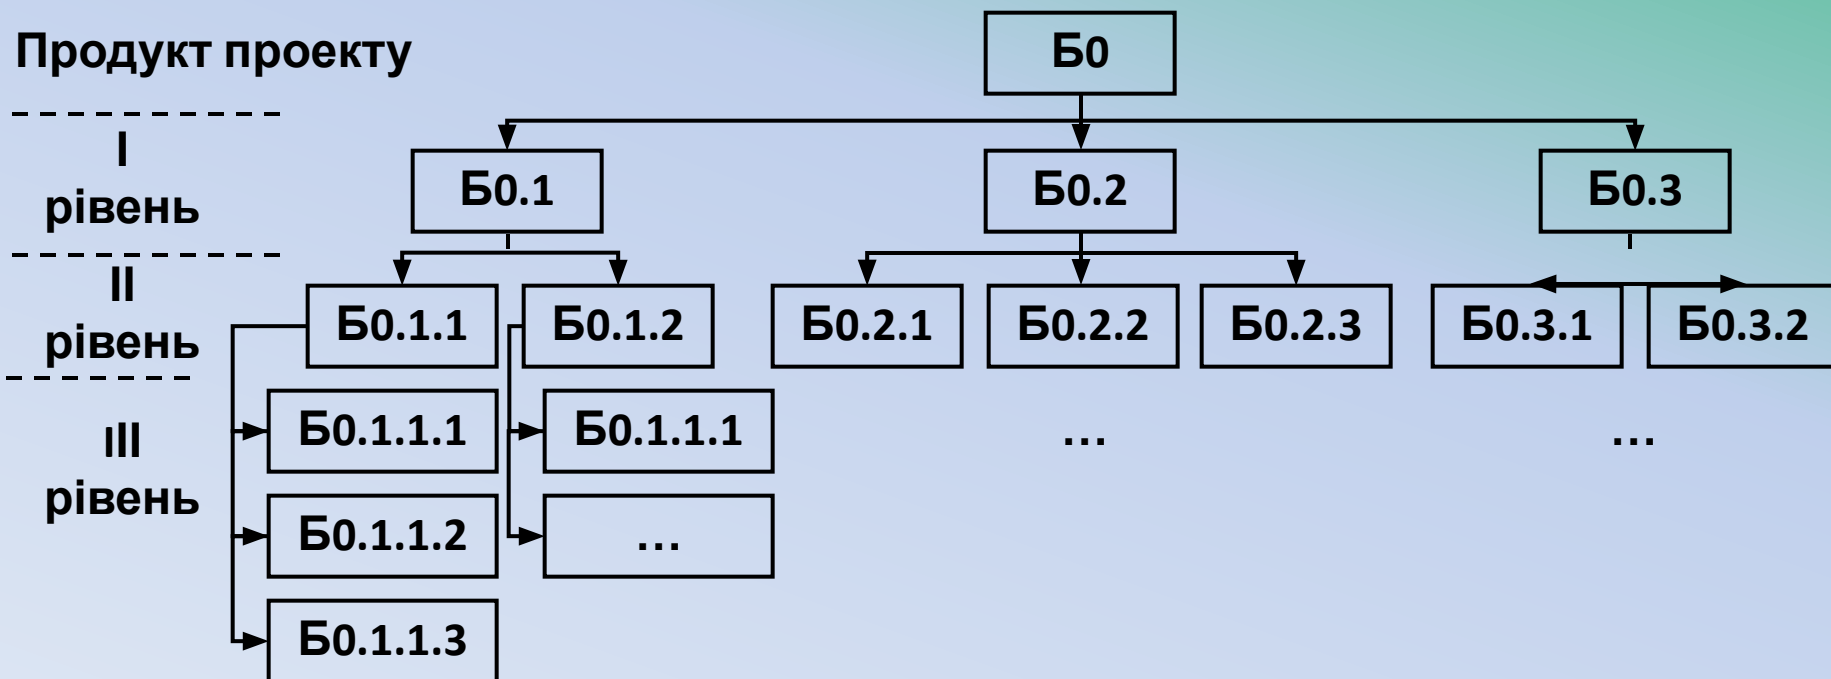 Продукт проекту
Б0
I
рівень
Б0.1
Б0.2
Б0.3
II
рівень
Б0.1.1
Б0.1.2
Б0.2.1
Б0.2.2
Б0.2.3
Б0.3.1
Б0.3.2
III
рівень
Б0.1.1.1
Б0.1.1.1
...
...
Б0.1.1.2
...
Б0.1.1.3